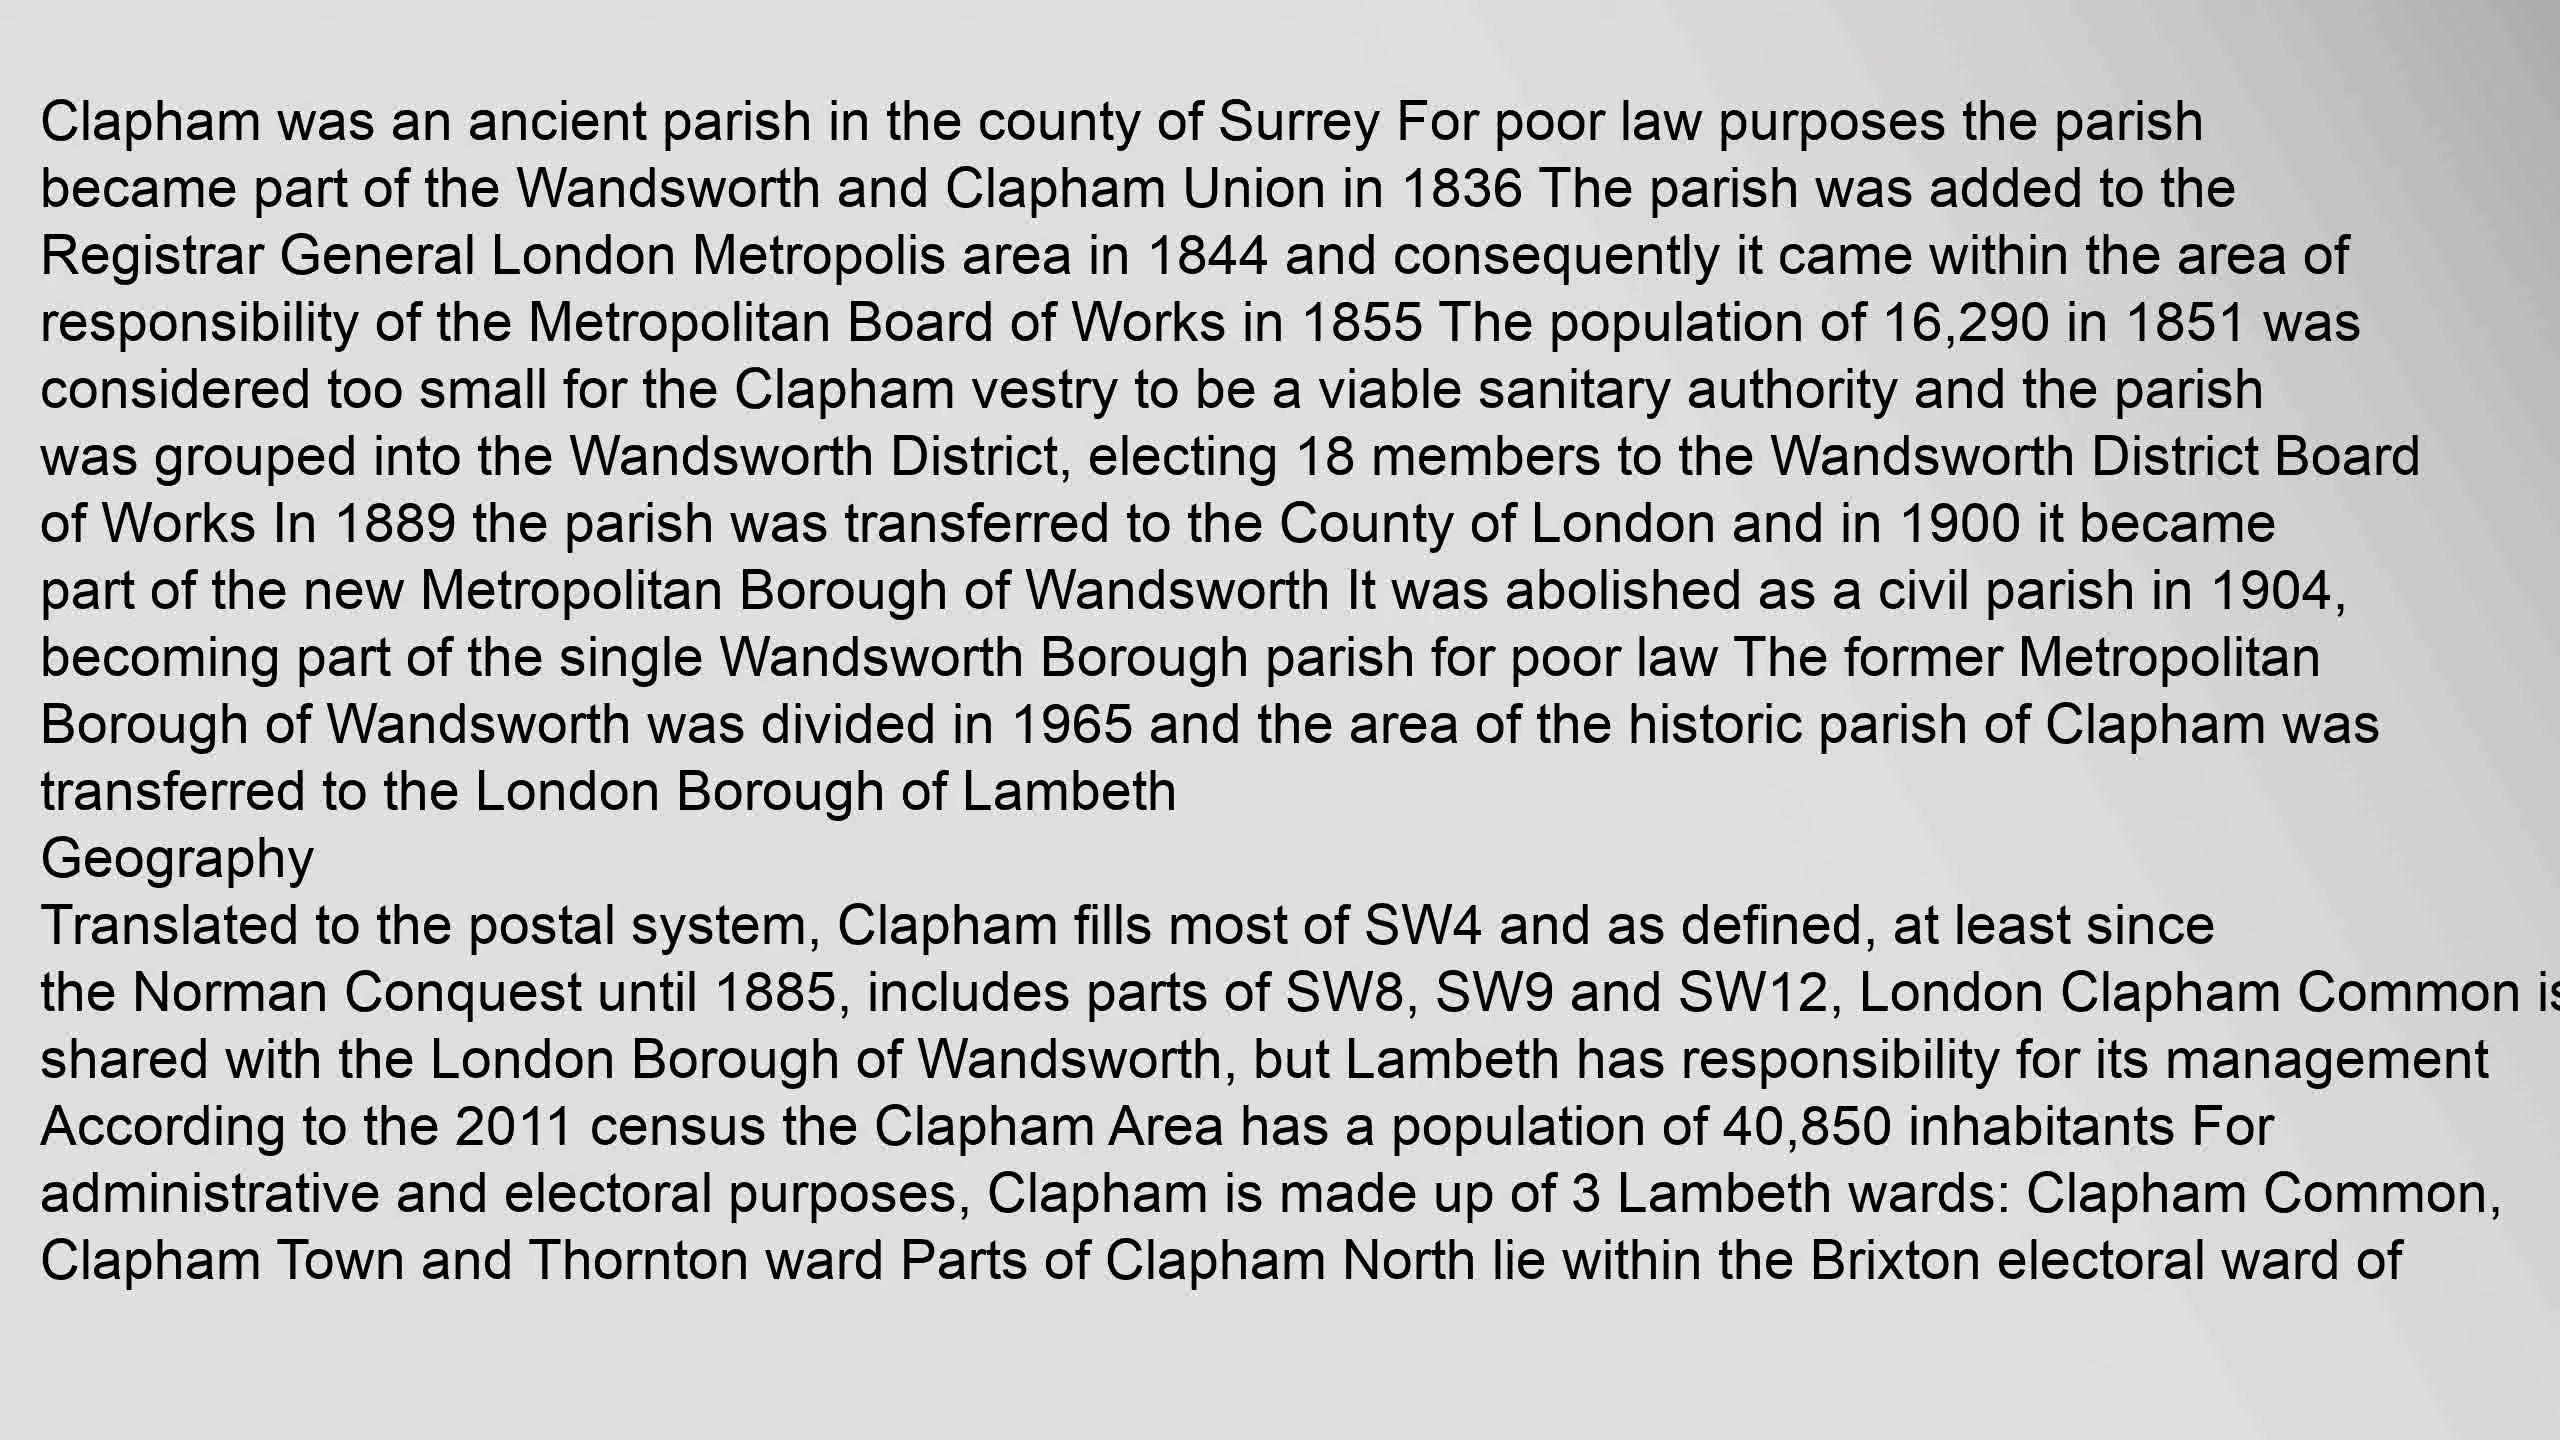 Clapham was an ancient parish in the county of Surrey For poor law purposes the parish
became part of the Wandsworth and Clapham Union in 1836 The parish was added to the
Registrar General London Metropolis area in 1844 and consequently it came within the area of
responsibility of the Metropolitan Board of Works in 1855 The population of 16,290 in 1851 was
considered too small for the Clapham vestry to be a viable sanitary authority and the parish
was grouped into the Wandsworth District, electing 18 members to the Wandsworth District Board
of Works In 1889 the parish was transferred to the County of London and in 1900 it became
part of the new Metropolitan Borough of Wandsworth It was abolished as a civil parish in 1904,
becoming part of the single Wandsworth Borough parish for poor law The former Metropolitan
Borough of Wandsworth was divided in 1965 and the area of the historic parish of Clapham was
transferred to the London Borough of Lambeth
Geography
Translated to the postal system, Clapham fills most of SW4 and as defined, at least since
the Norman Conquest until 1885, includes parts of SW8, SW9 and SW12, London Clapham Common is
shared with the London Borough of Wandsworth, but Lambeth has responsibility for its management
According to the 2011 census the Clapham Area has a population of 40,850 inhabitants For
administrative and electoral purposes, Clapham is made up of 3 Lambeth wards: Clapham Common,
Clapham Town and Thornton ward Parts of Clapham North lie within the Brixton electoral ward of